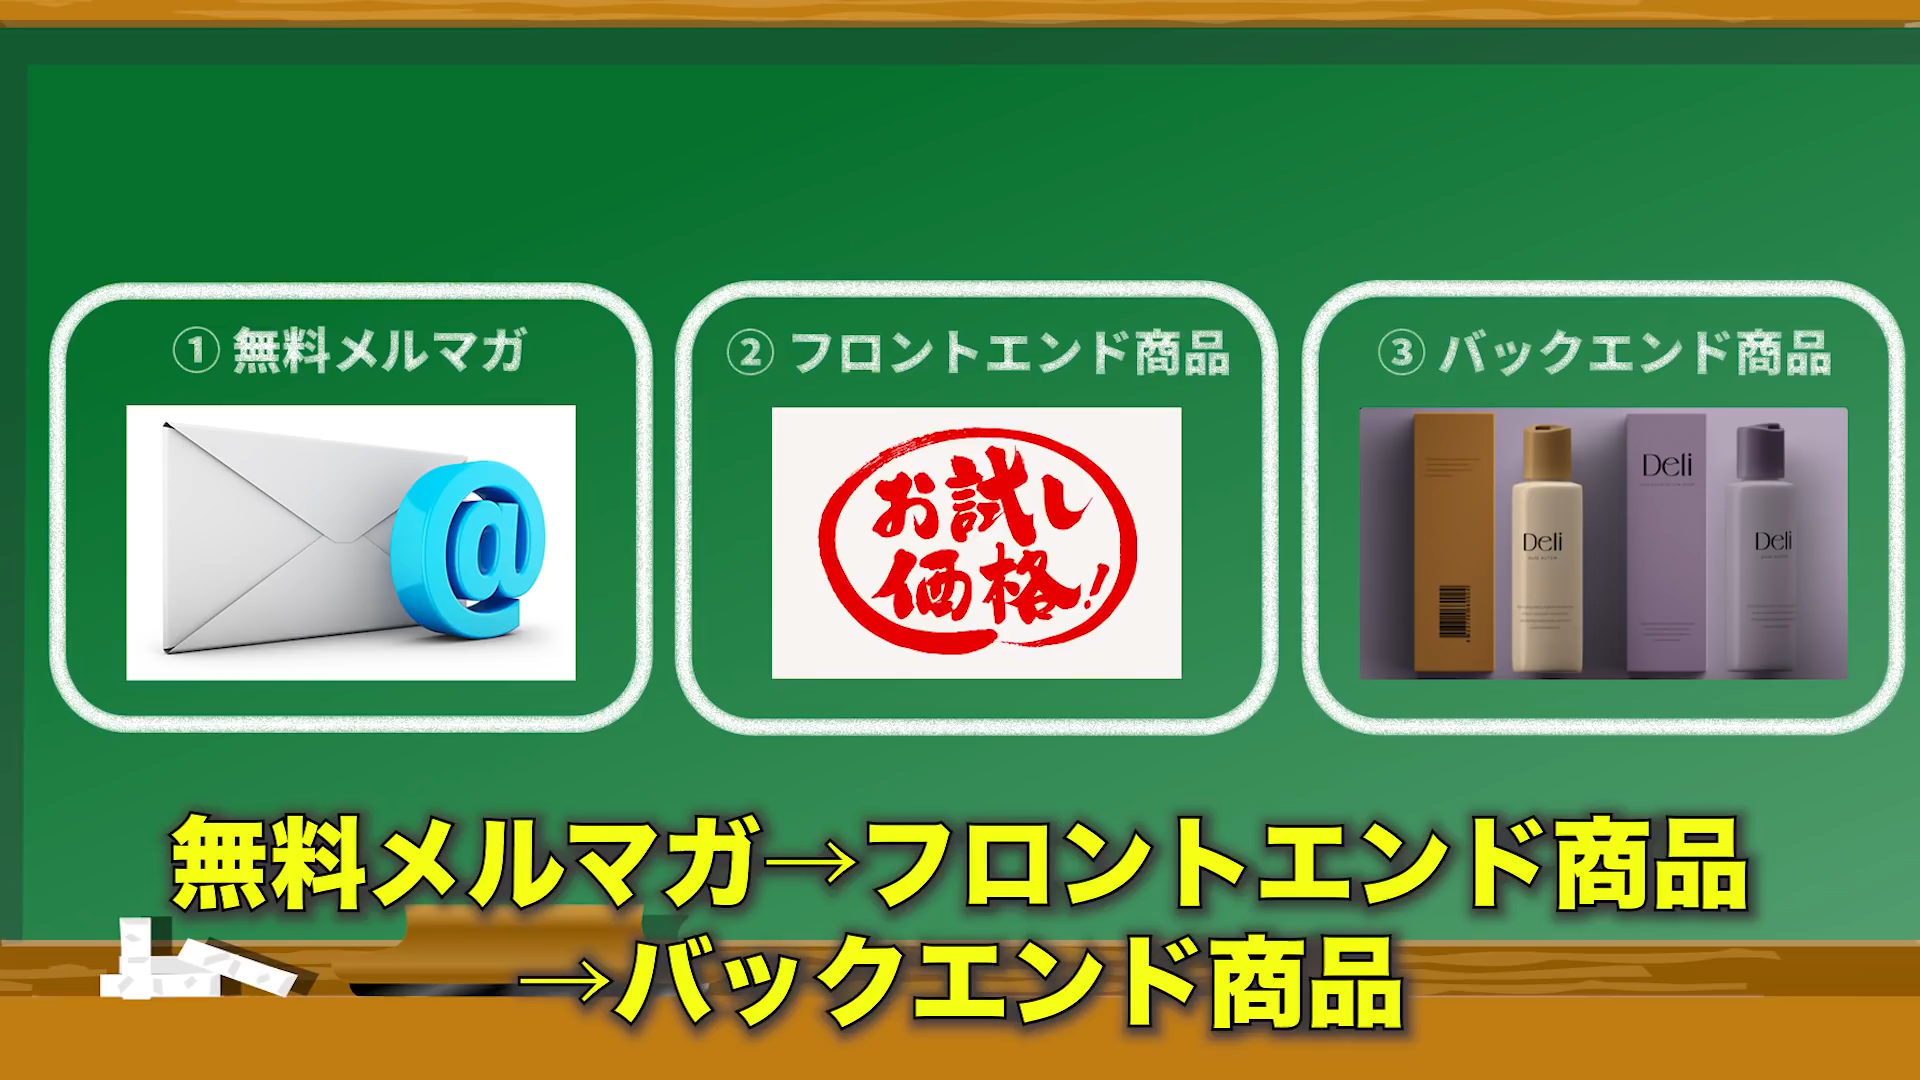 ① 無料メルマガ
② フロントエンド商品
③ バックエンド商品
@
お試し
価格!
Deli
Deli
Deli
無料メルマガ→フロントエンド商品
→バックエンド商品